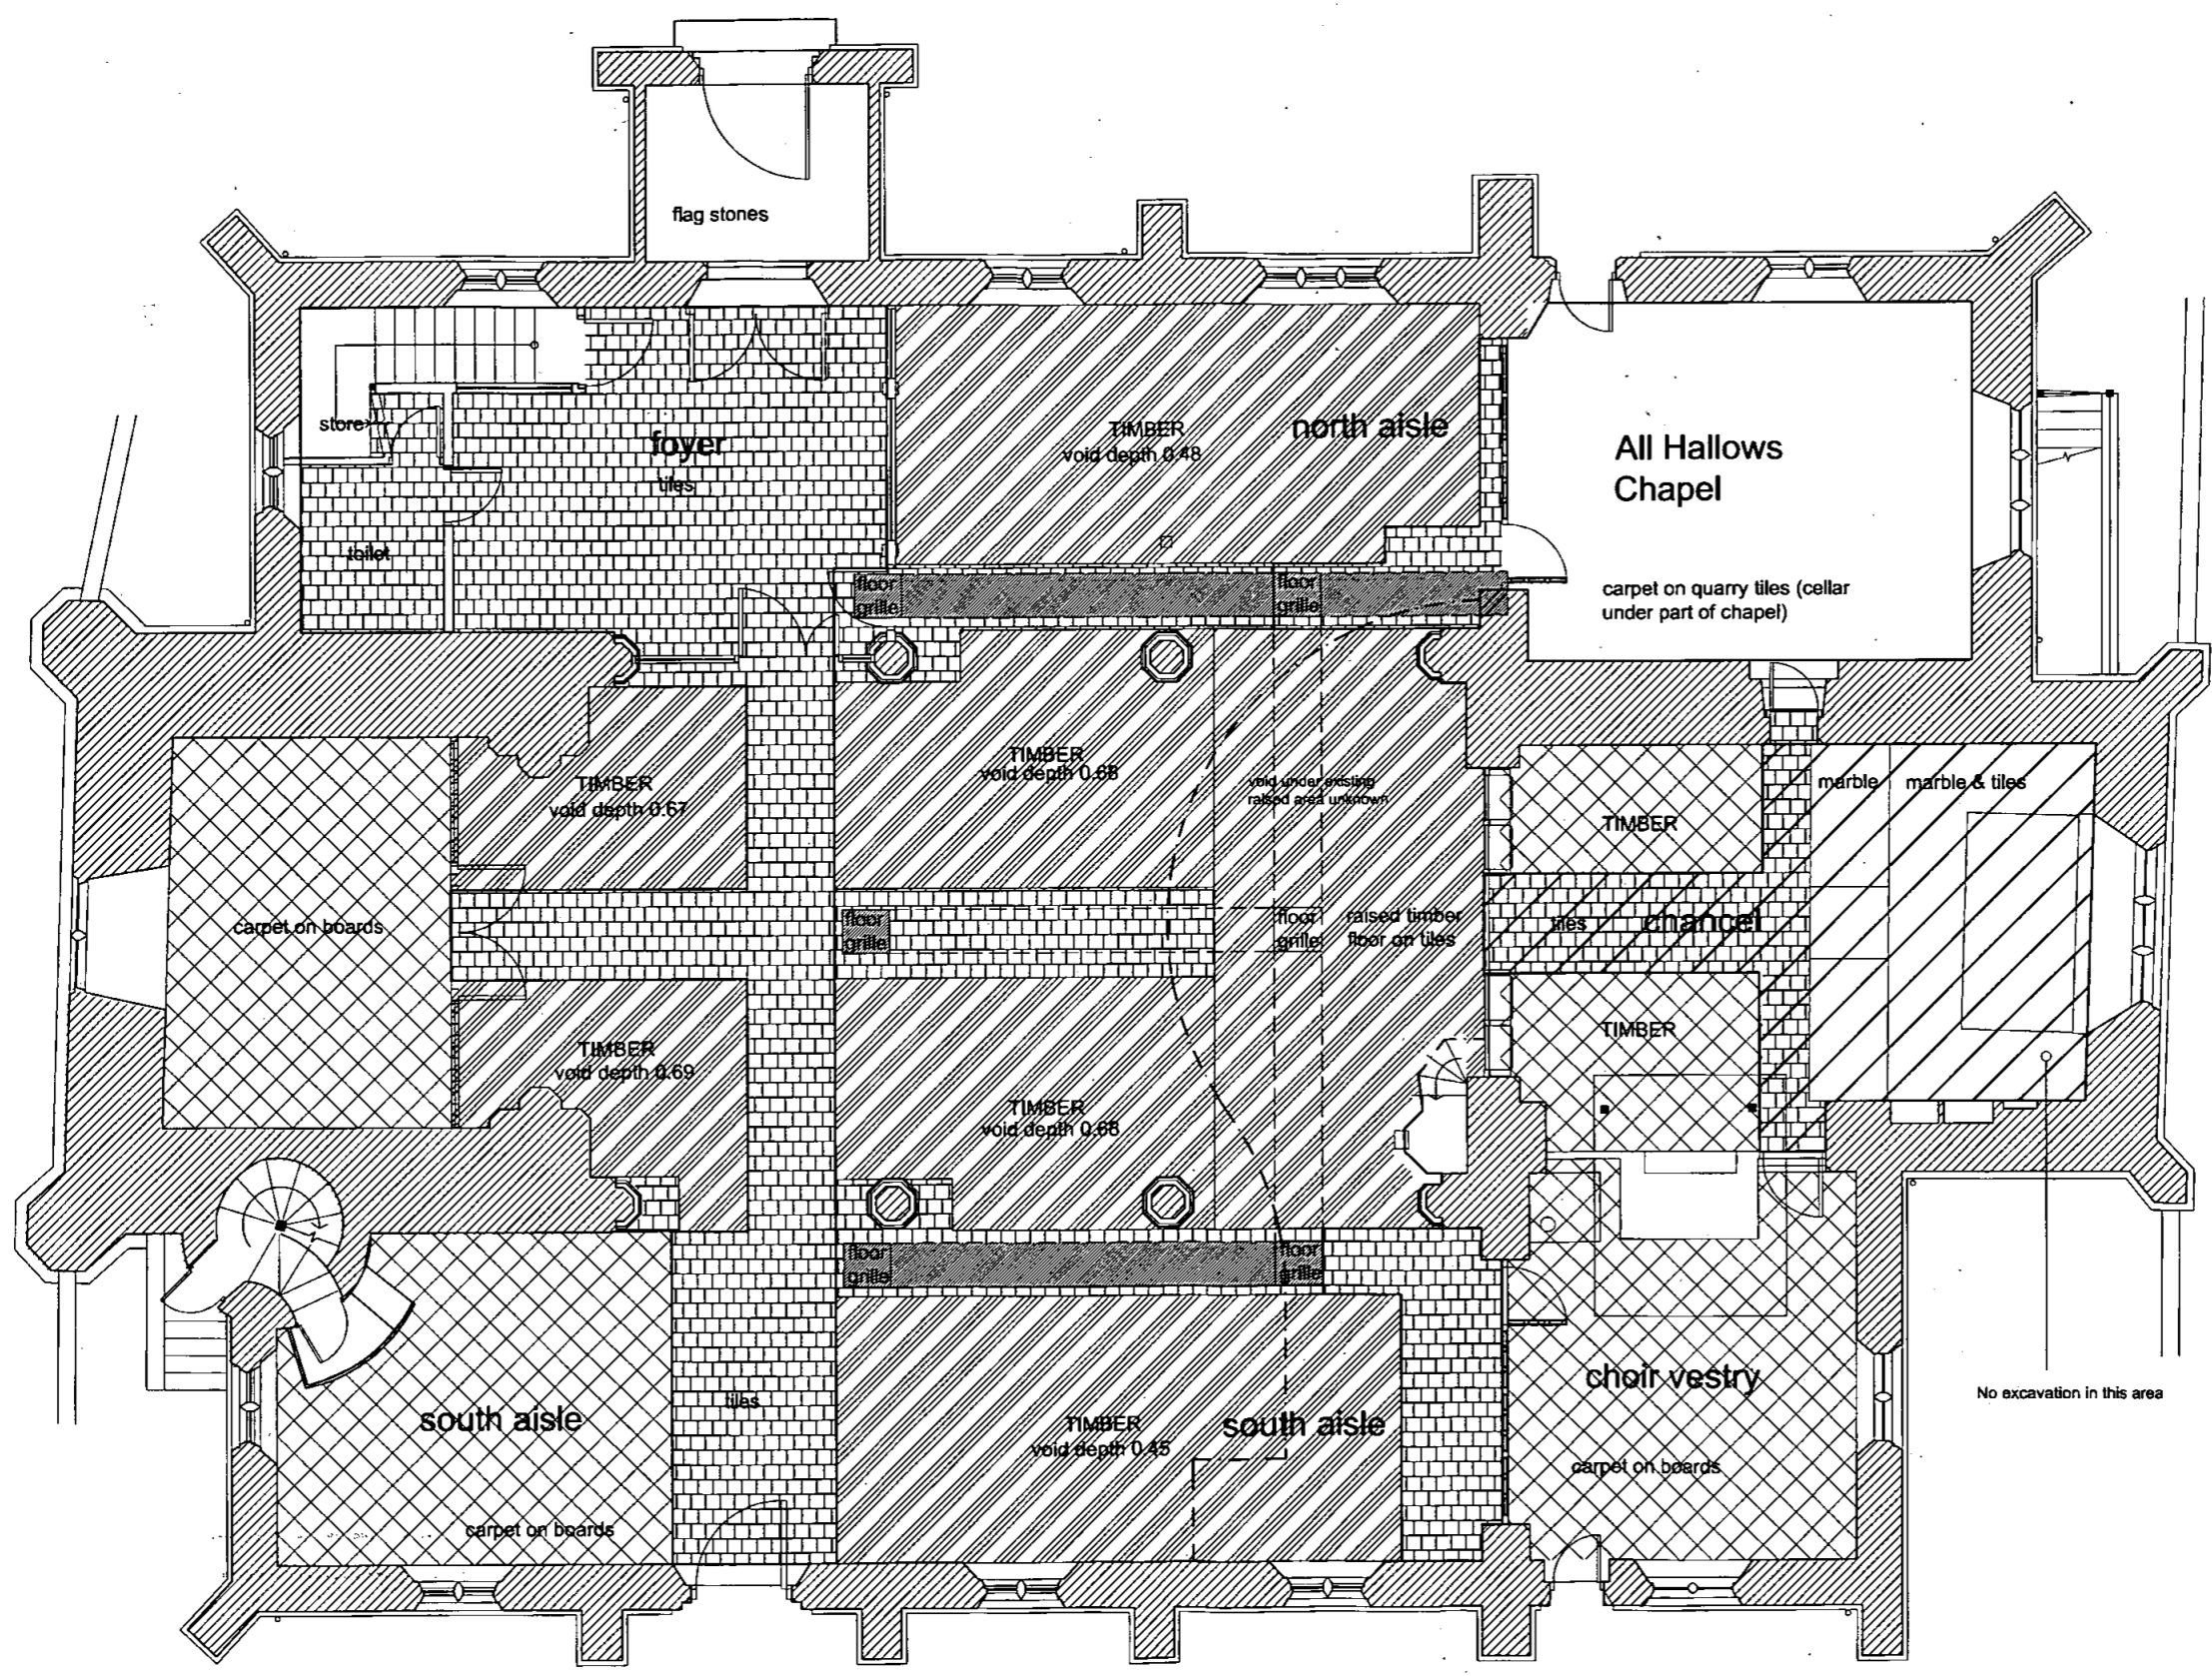 flag stones
store
foyer
tiles
toilet
TIMBER
void depth 0.48
north aisle
All Hallows
Chapel
carpet on quarry tiles (cellar
under part of chapel)
floor
grille
floor
grille
TIMBER
void depth 0.67
TIMBER
void depth 0.68
void under existing
raised area unknown
TIMBER
marble
marble & tiles
carpet on boards
floor
grille
floor
grille
raised timber
floor on tiles
tiles
chancel
TIMBER
TIMBER
void depth 0.69
TIMBER
void depth 0.68
floor
grille
floor
grille
south aisle
carpet on boards
tiles
TIMBER
void depth 0.45
south aisle
choir vestry
carpet on boards
No excavation in this area